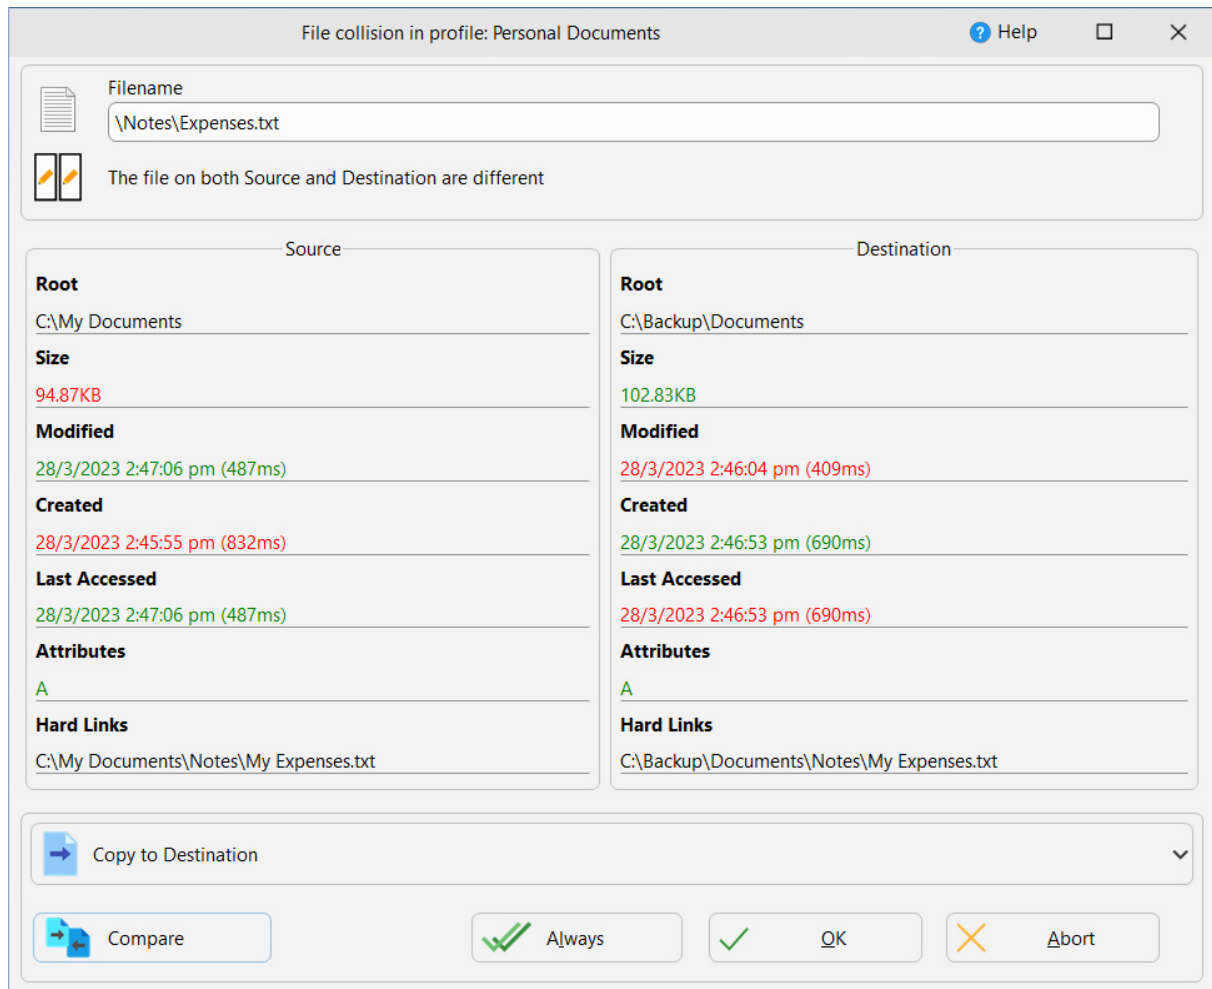 File collision in profile: Personal Documents
? Help
Filename
\Notes\Expenses.txt
The file on both Source and Destination are different
Source
Root
C:\My Documents
Size
94.87KB
Modified
28/3/2023 2:47:06 pm (487ms)
Created
28/3/2023 2:45:55 pm (832ms)
Last Accessed
28/3/2023 2:47:06 pm (487ms)
Attributes
A
Hard Links
C:\My Documents\Notes\My Expenses.txt
Destination
Root
C:\Backup\Documents
Size
102.83KB
Modified
28/3/2023 2:46:04 pm (409ms)
Created
28/3/2023 2:46:53 pm (690ms)
Last Accessed
28/3/2023 2:46:53 pm (690ms)
Attributes
A
Hard Links
C:\Backup\Documents\Notes\My Expenses.txt
Copy to Destination
Compare
Always
OK
Abort